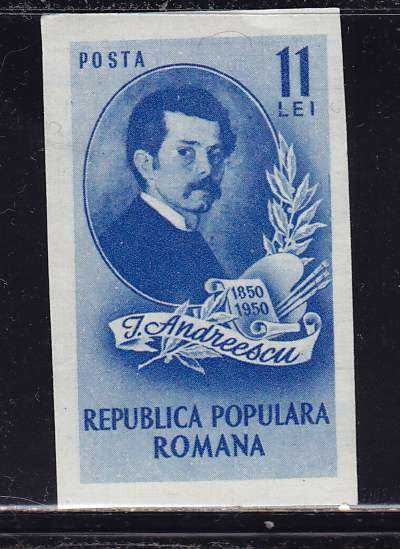 POSTA
11
LEI
1850
1950
I. Andreescu
REPUBLICA POPULARA
ROMANA